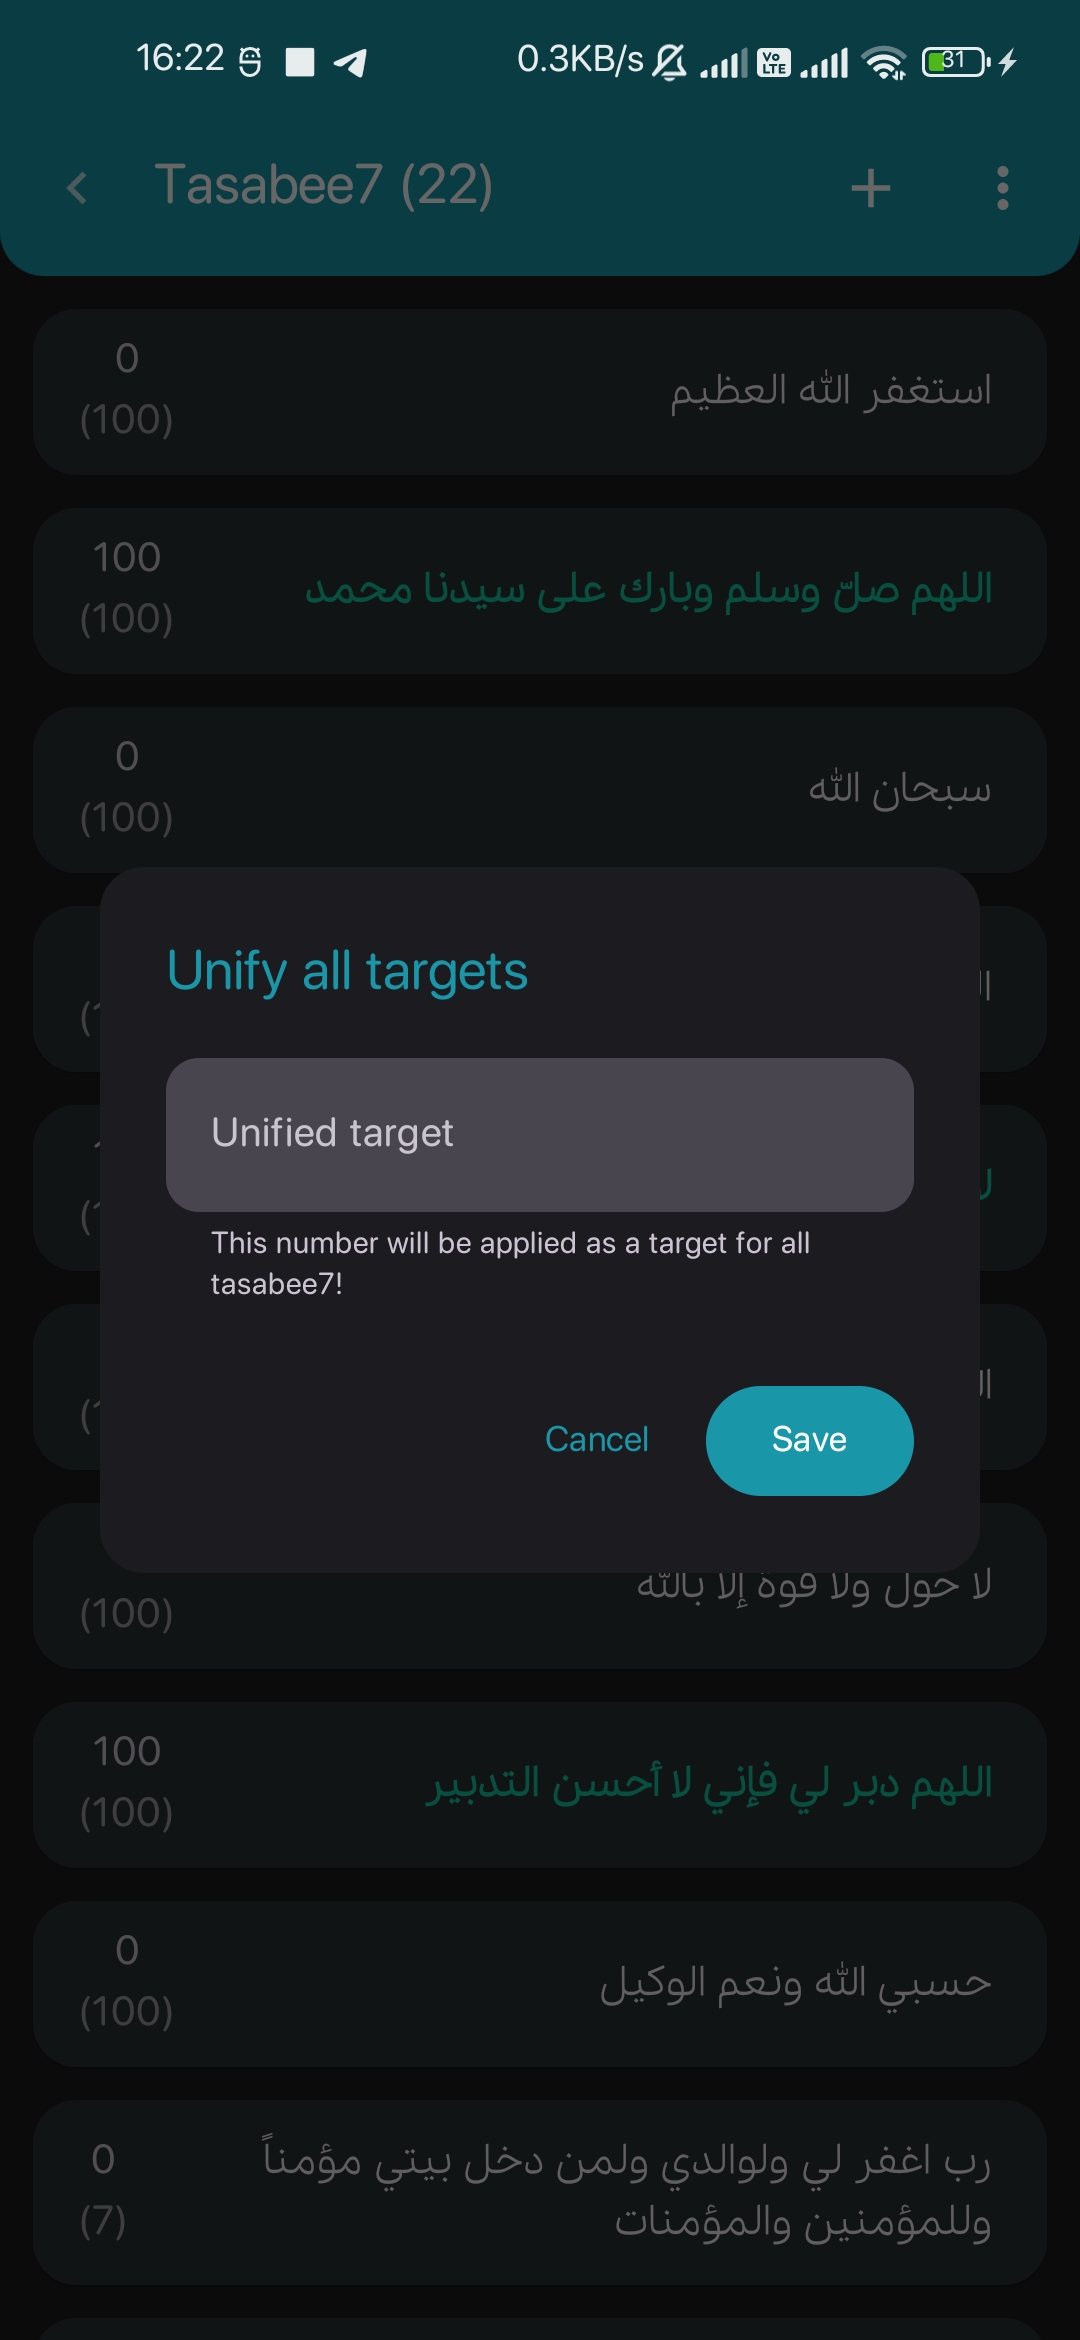 16:22
0.3KB/s
Vo LTE
31
Tasabee7 (22)
0
استغفر الله العظيم
(100)
100
اللهم صلّ وسلم وبارك على سيدنا محمد
(100)
0
سبحان الله
(100)
Unify all targets
Unified target
This number will be applied as a target for all
tasabee7!
Cancel
Save
لا حول ولا قوة إلا بالله
(100)
100
اللهم دبر لي فإني لا أحسن التدبير
(100)
0
حسبي الله ونعم الوكيل
(100)
0
رب اغفر لي ولوالدي ولمن دخل بيتي مؤمناً
(7)
وللمؤمنين والمؤمنات